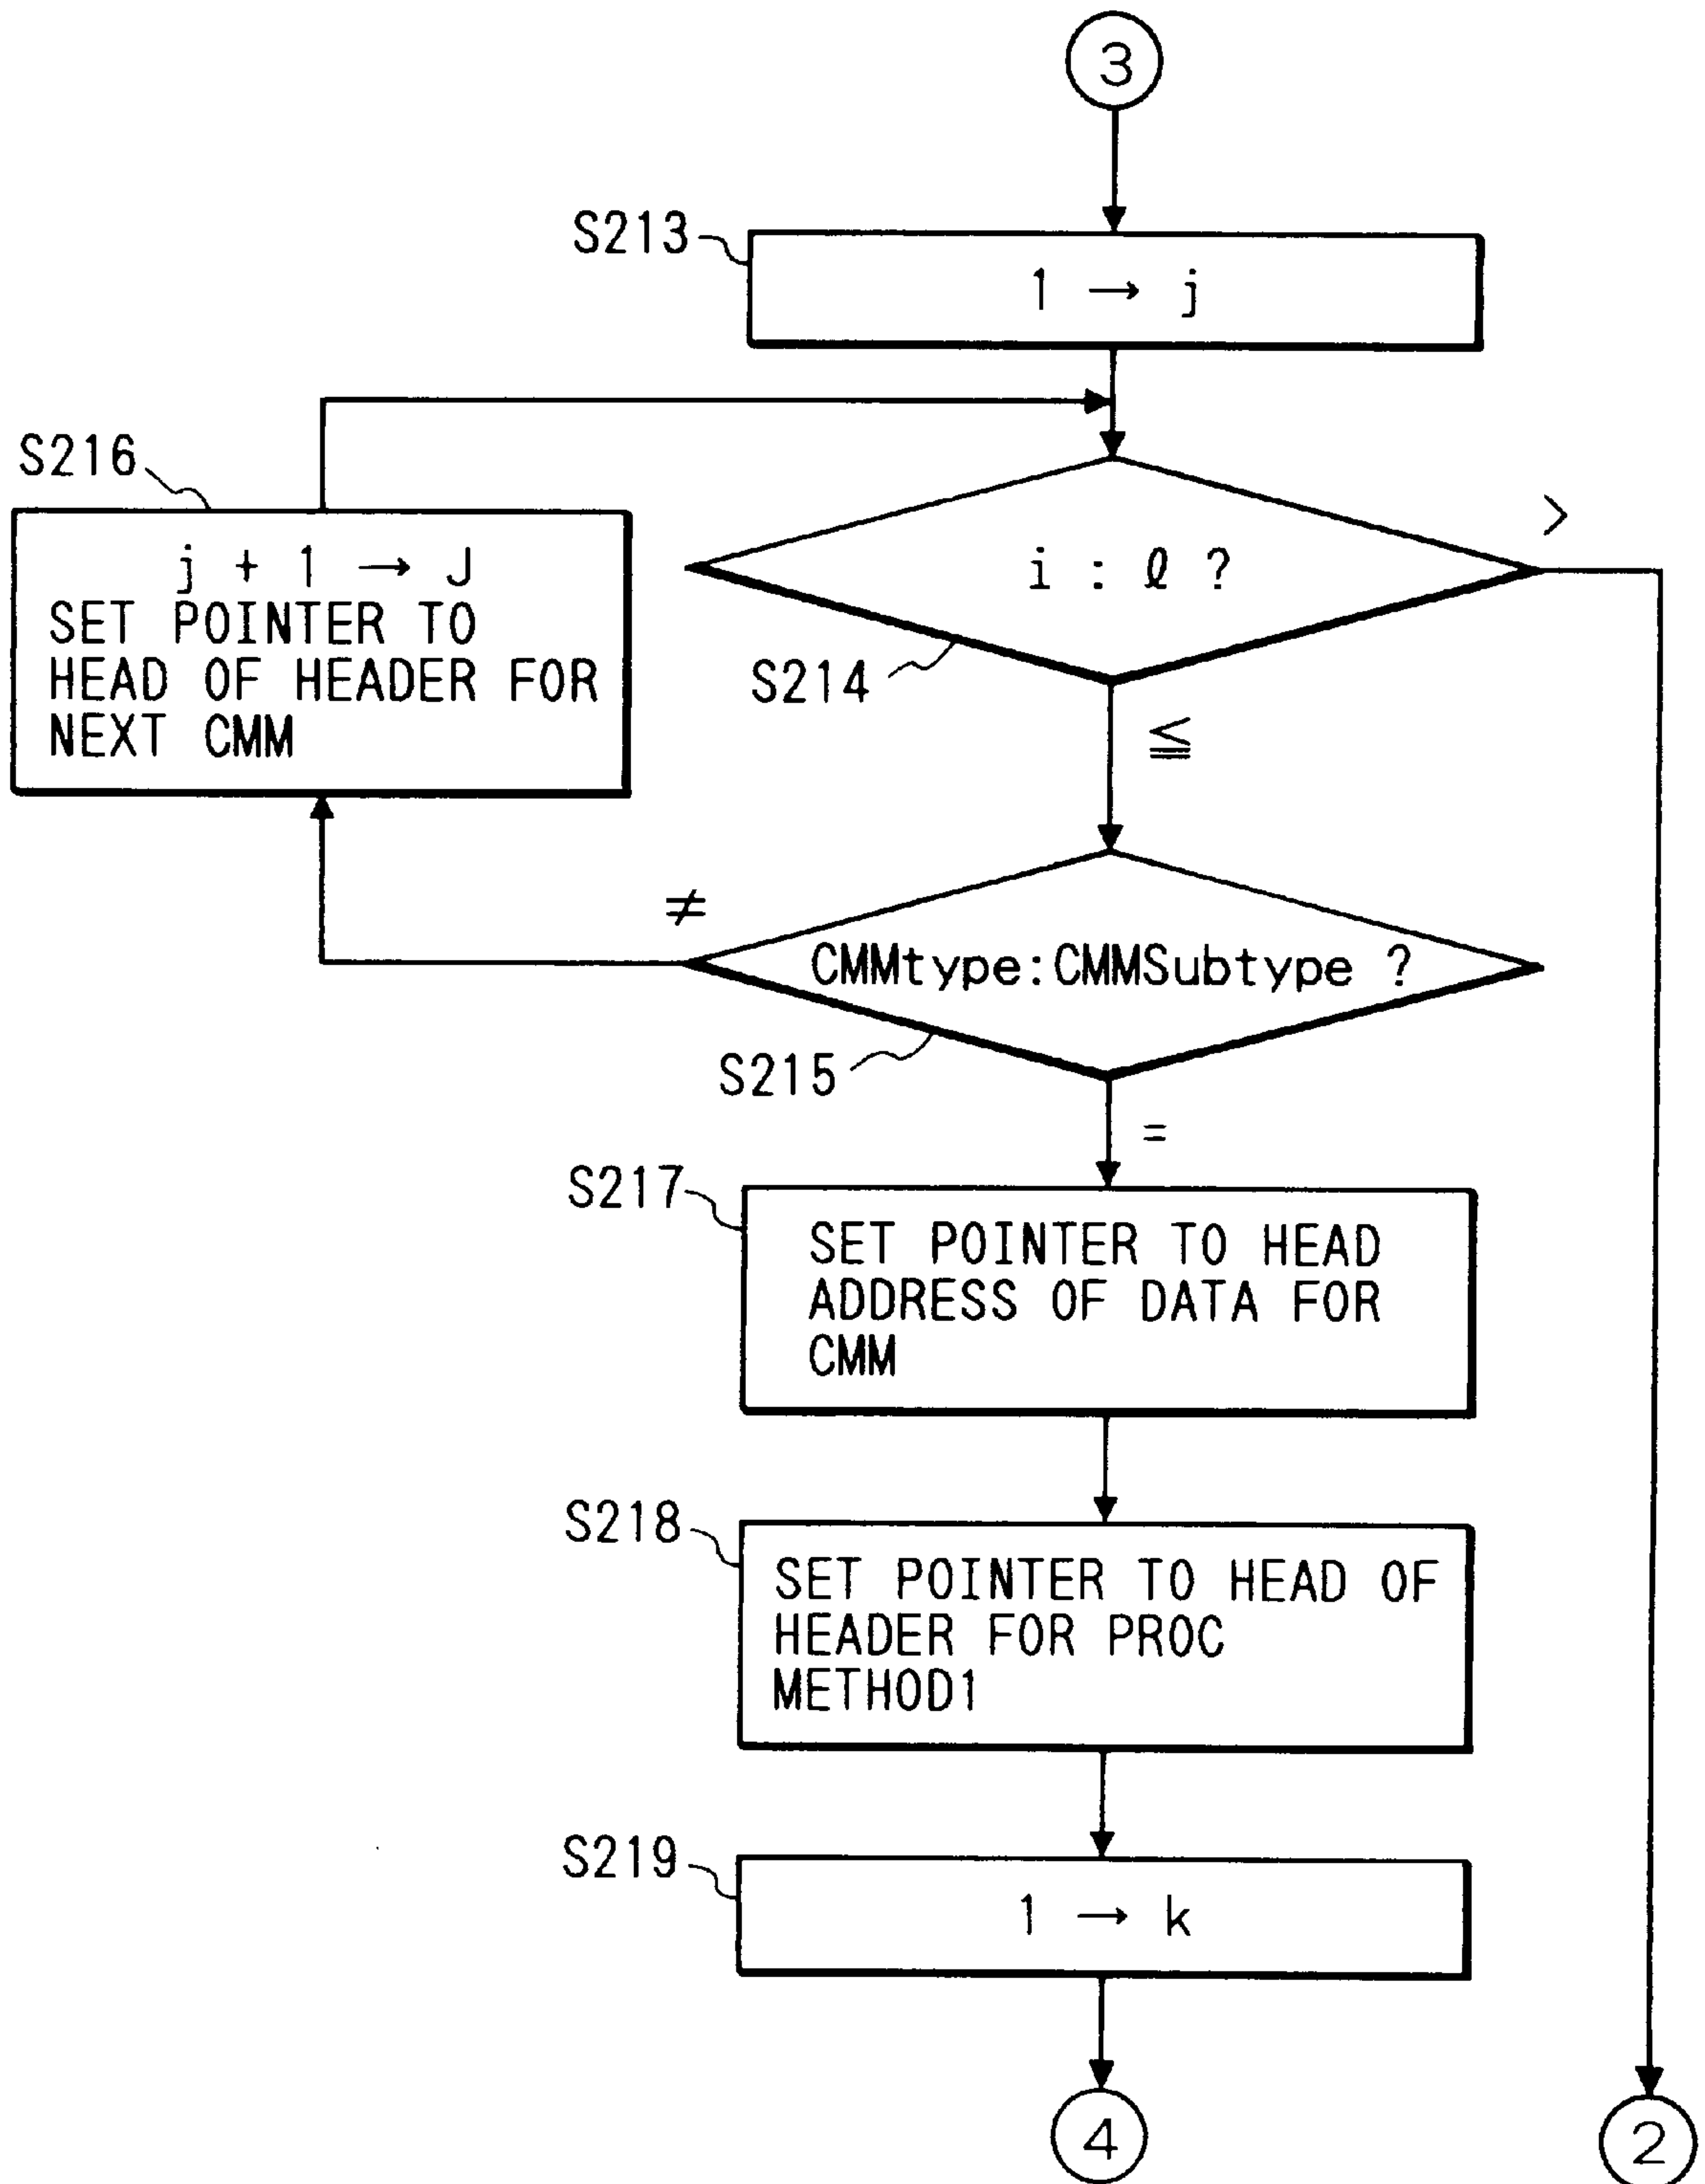 3
S213
1 → j
S216
j + 1 → J
SET POINTER TO
HEAD OF HEADER FOR
NEXT CMM
i : ℓ ?
>
S214
≦
≠
CMMtype:CMMSubtype ?
S215
=
S217
SET POINTER TO HEAD
ADDRESS OF DATA FOR
CMM
S218
SET POINTER TO HEAD OF
HEADER FOR PROC
METHOD1
S219
1 → k
4
2